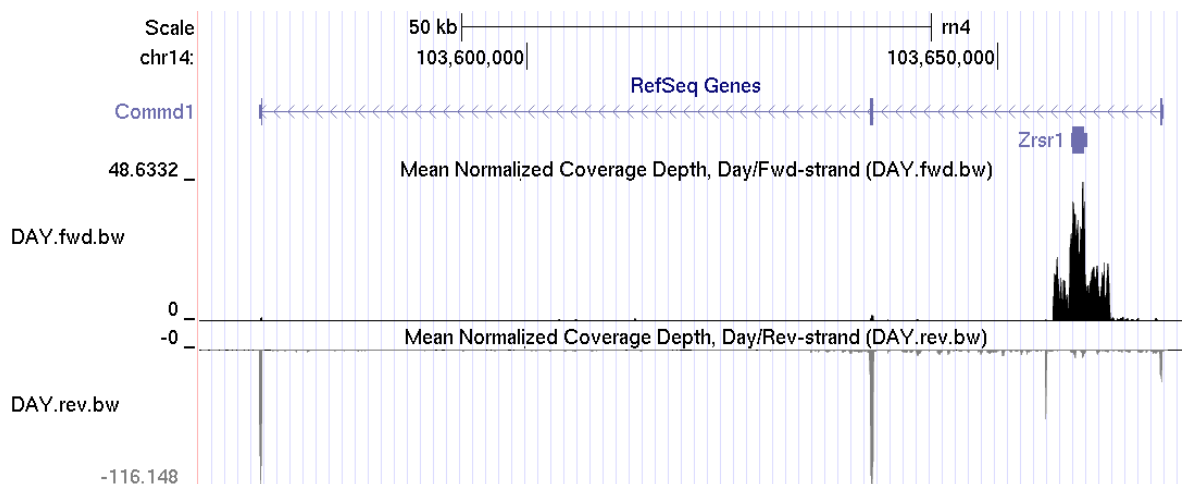 Scale 50 kb rn4
chr14: 103,600,000 103,650,000
RefSeq Genes
Commd1
Zrsr1
48.6332 _ Mean Normalized Coverage Depth, Day/Fwd-strand (DAY.fwd.bw)
DAY.fwd.bw
0 _
-0 _ Mean Normalized Coverage Depth, Day/Rev-strand (DAY.rev.bw)
DAY.rev.bw
-116.148